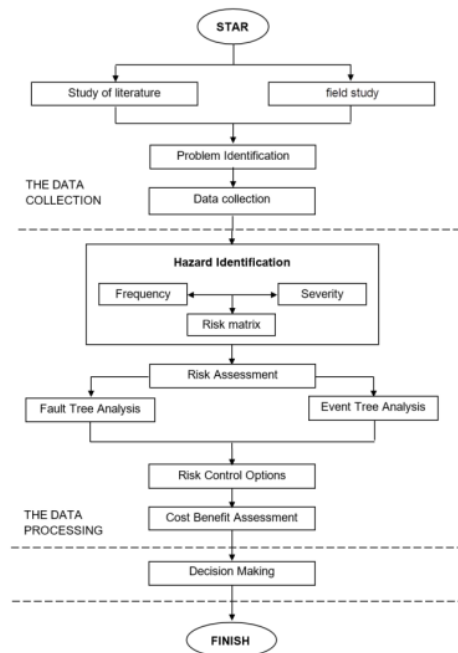 STAR
Study of literature
field study
Problem Identification
THE DATA
COLLECTION
Data collection
Hazard Identification
Frequency
Severity
Risk matrix
Risk Assessment
Fault Tree Analysis
Event Tree Analysis
Risk Control Options
THE DATA
PROCESSING
Cost Benefit Assessment
Decision Making
FINISH